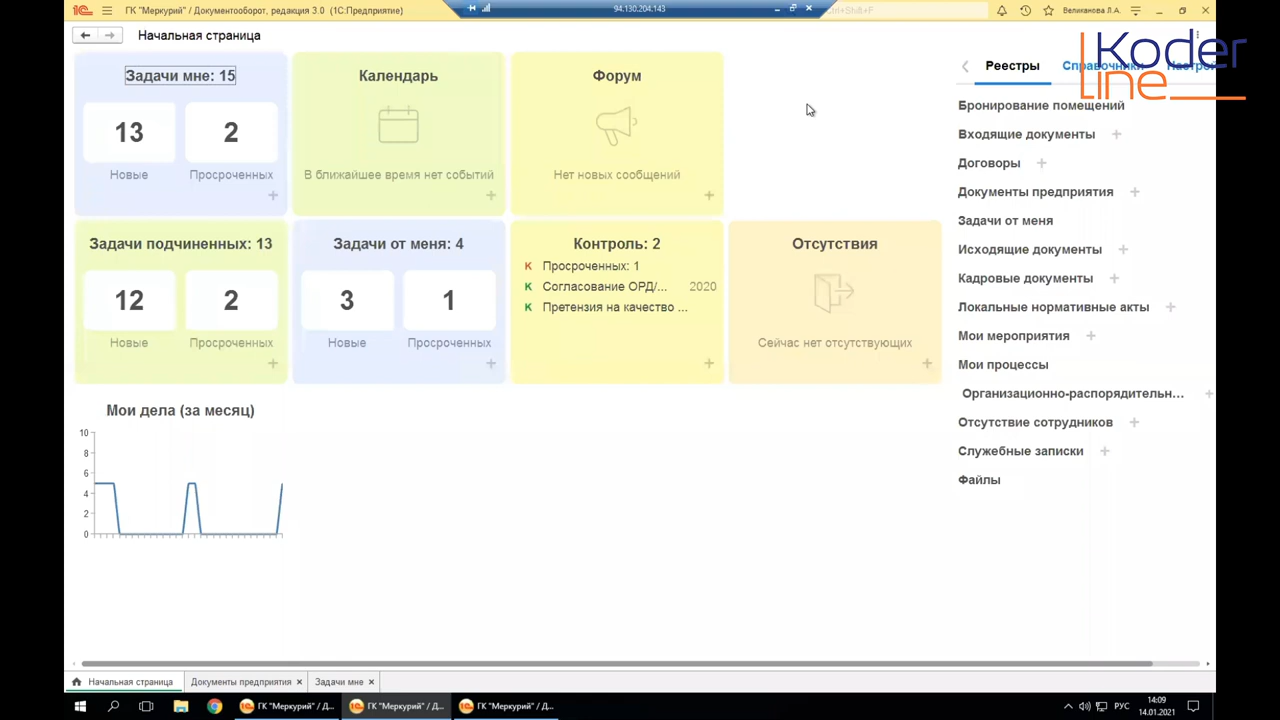 ГК "Меркурий" / Документооборот, редакция 3.0 (1С:Предприятие)
94.130.204.143
Ctrl+Shift+F
Великанова Л.А.
Начальная страница
Koder
line
Задачи мне: 15
13
2
Новые
Просроченных
Календарь
В ближайшее время нет событий
Форум
Нет новых сообщений
Задачи подчиненных: 13
12
2
Новые
Просроченных
Задачи от меня: 4
3
1
Новые
Просроченных
Контроль: 2
К Просроченных: 1
К Согласование ОРД/... 2020
К Претензия на качество ...
Отсутствия
Сейчас нет отсутствующих
Мои дела (за месяц)
10
8
6
4
2
0
Реестры Справочники Настрой
Бронирование помещений
Входящие документы
Договоры
Документы предприятия
Задачи от меня
Исходящие документы
Кадровые документы
Локальные нормативные акты
Мои мероприятия
Мои процессы
Организационно-распорядительн...
Отсутствие сотрудников
Служебные записки
Файлы
Начальная страница
Документы предприятия ×
Задачи мне ×
ГК "Меркурий" / Д...
ГК "Меркурий" / Д...
ГК "Меркурий" / Д...
РУС
14:09
14.01.2021